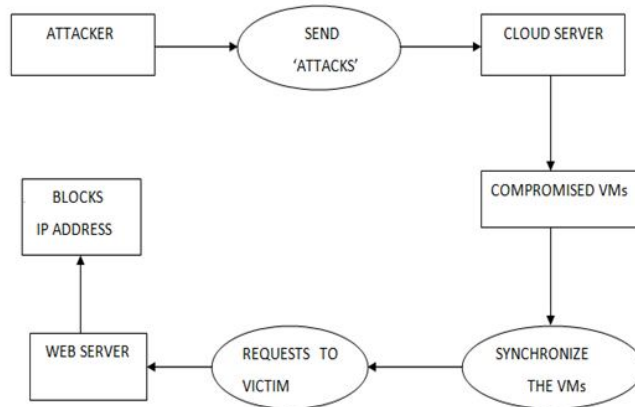 ATTACKER
SEND
‘ATTACKS’
CLOUD SERVER
COMPROMISED VMs
SYNCHRONIZE
THE VMs
REQUESTS TO
VICTIM
WEB SERVER
BLOCKS
IP ADDRESS